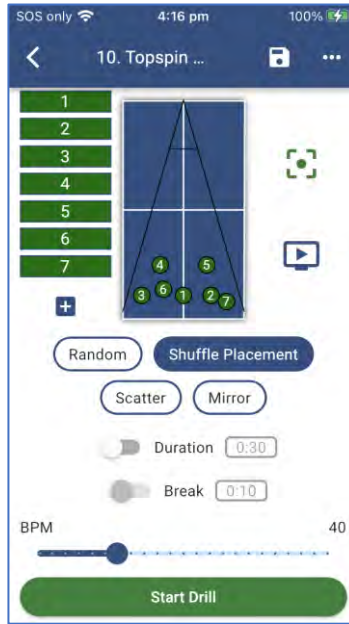 SOS only 4:16 pm 100%
10. Topspin ...
1
2
3
4
5
6
7
4 5
3 6 1 2 7
Random Shuffle Placement
Scatter Mirror
Duration 0:30
Break 0:10
BPM 40
Start Drill